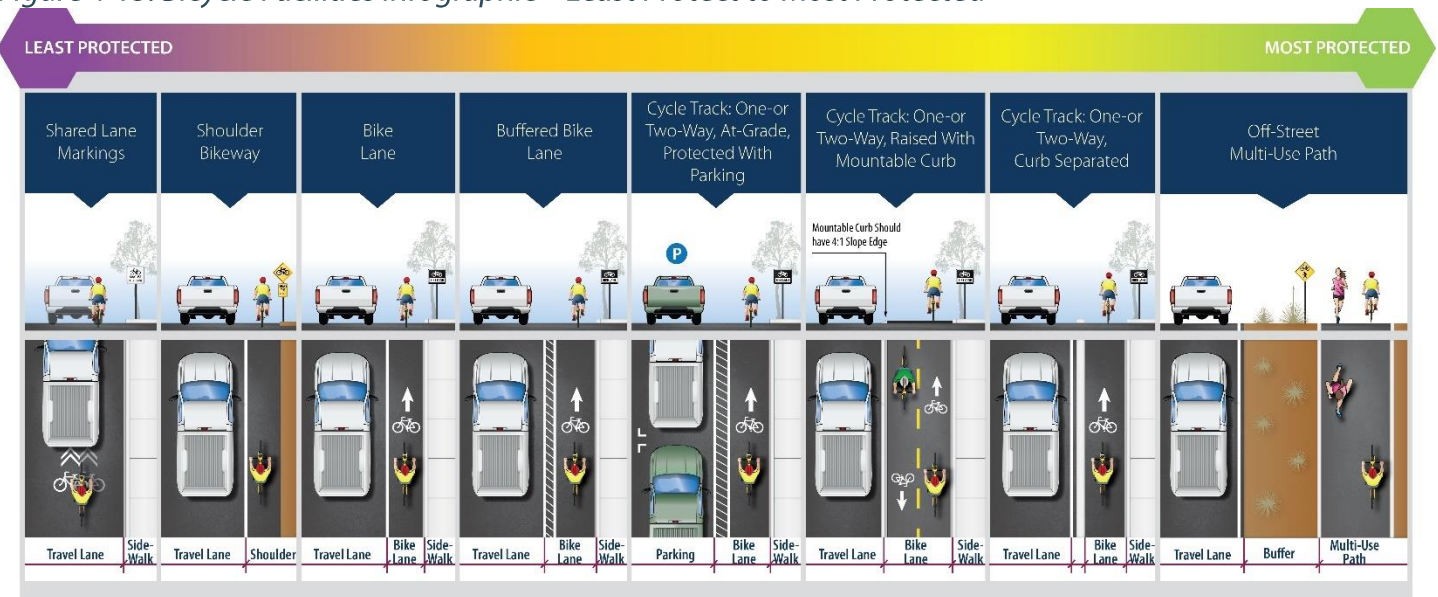 LEAST PROTECTED
MOST PROTECTED
Shared Lane
Markings
Shoulder
Bikeway
Bike
Lane
Buffered Bike
Lane
Cycle Track: One-or
Two-Way, At-Grade,
Protected With
Parking
Cycle Track: One-or
Two-Way, Raised With
Mountable Curb
Cycle Track: One-or
Two-Way,
Curb Separated
Off-Street
Multi-Use Path
P
Mountable Curb Should
have 4:1 Slope Edge
Travel Lane
Side-
Walk
Travel Lane
Shoulder
Travel Lane
Bike
Lane
Side-
Walk
Travel Lane
Bike
Lane
Side-
Walk
Parking
Bike
Lane
Side-
Walk
Travel Lane
Bike
Lane
Side-
Walk
Travel Lane
Bike
Lane
Side-
Walk
Travel Lane
Buffer
Multi-Use
Path